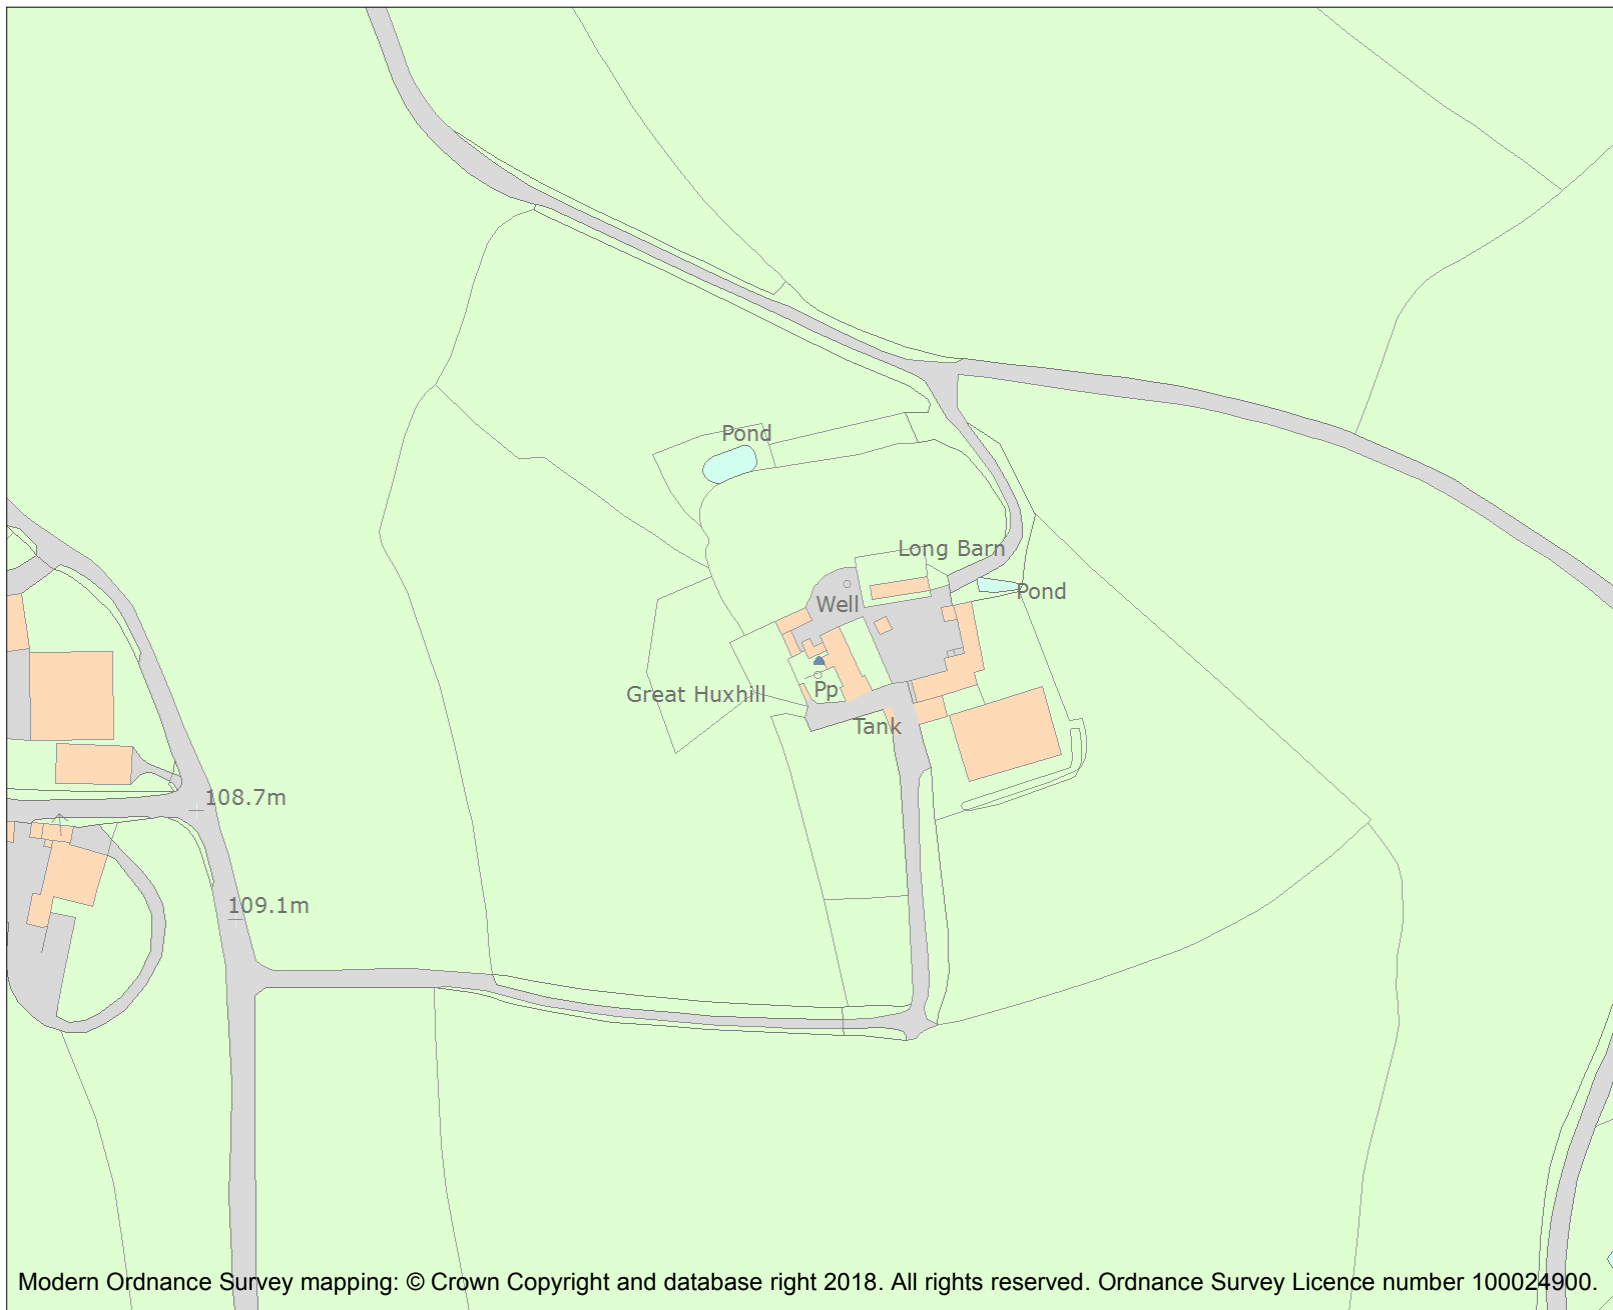 Pond
Long Barn
Pond
Well
Great Huxhill
Pp
Tank
108.7m
109.1m
Modern Ordnance Survey mapping: © Crown Copyright and database right 2018. All rights reserved. Ordnance Survey Licence number 100024900.